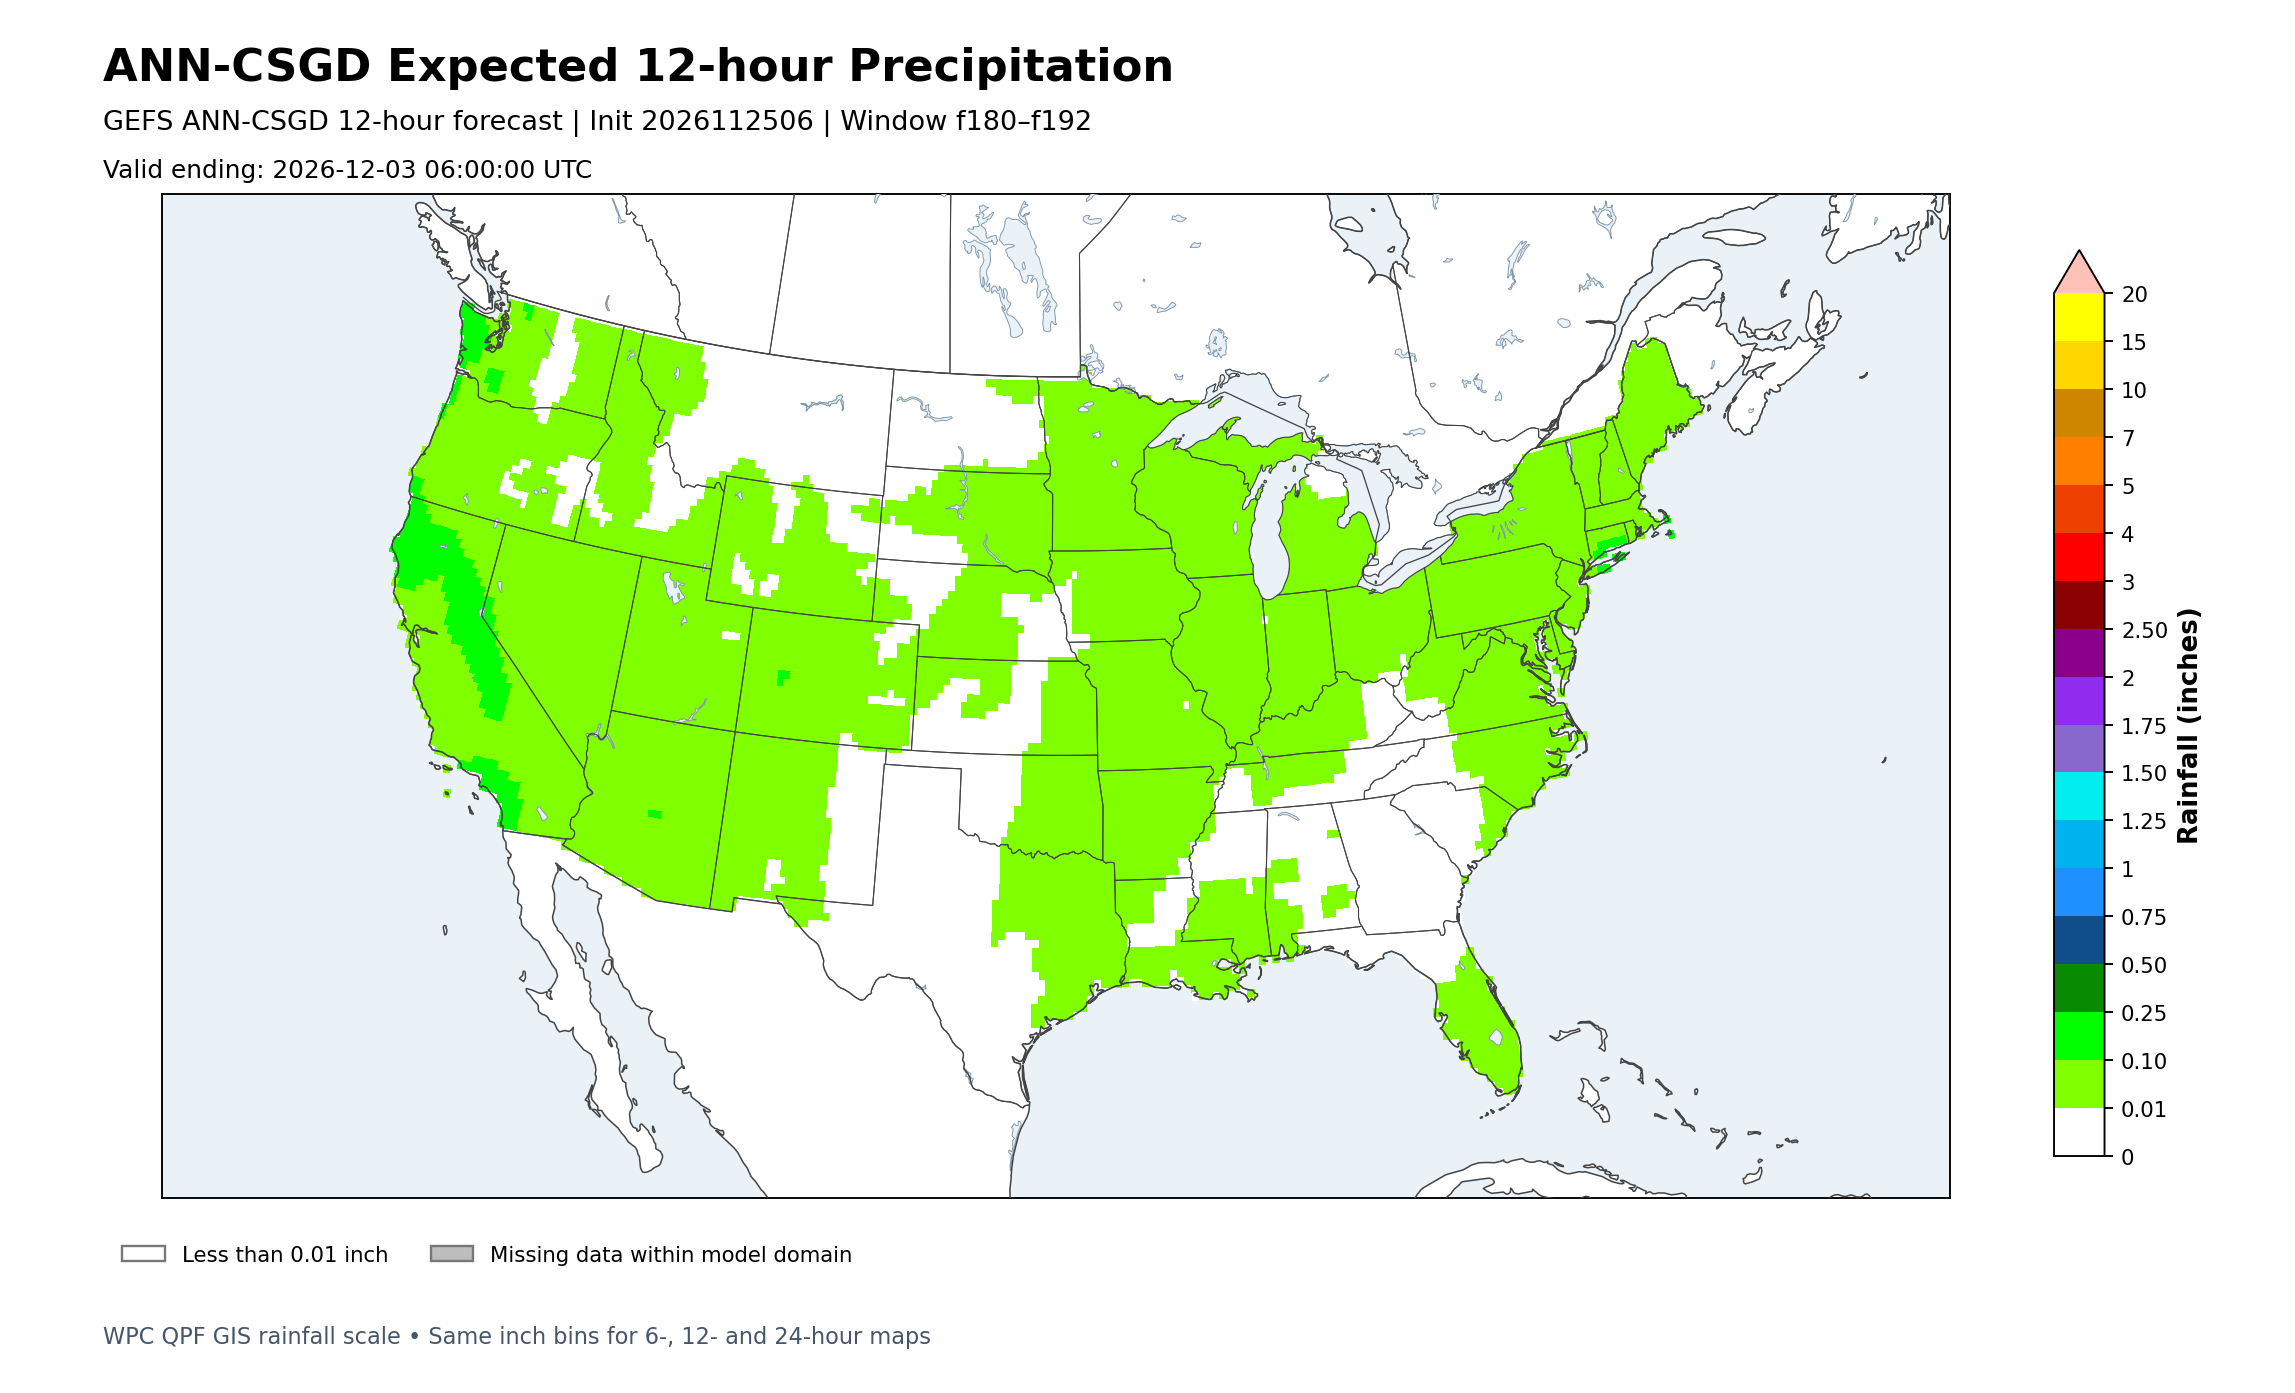 ANN-CSGD Expected 12-hour Precipitation
GEFS ANN-CSGD 12-hour forecast | Init 2026112506 | Window f180–f192
Valid ending: 2026-12-03 06:00:00 UTC
20
15
10
7
5
4
3
2.50
2
1.75
1.50
1.25
1
0.75
0.50
0.25
0.10
0.01
0
Rainfall (inches)
Less than 0.01 inch
Missing data within model domain
WPC QPF GIS rainfall scale • Same inch bins for 6-, 12- and 24-hour maps